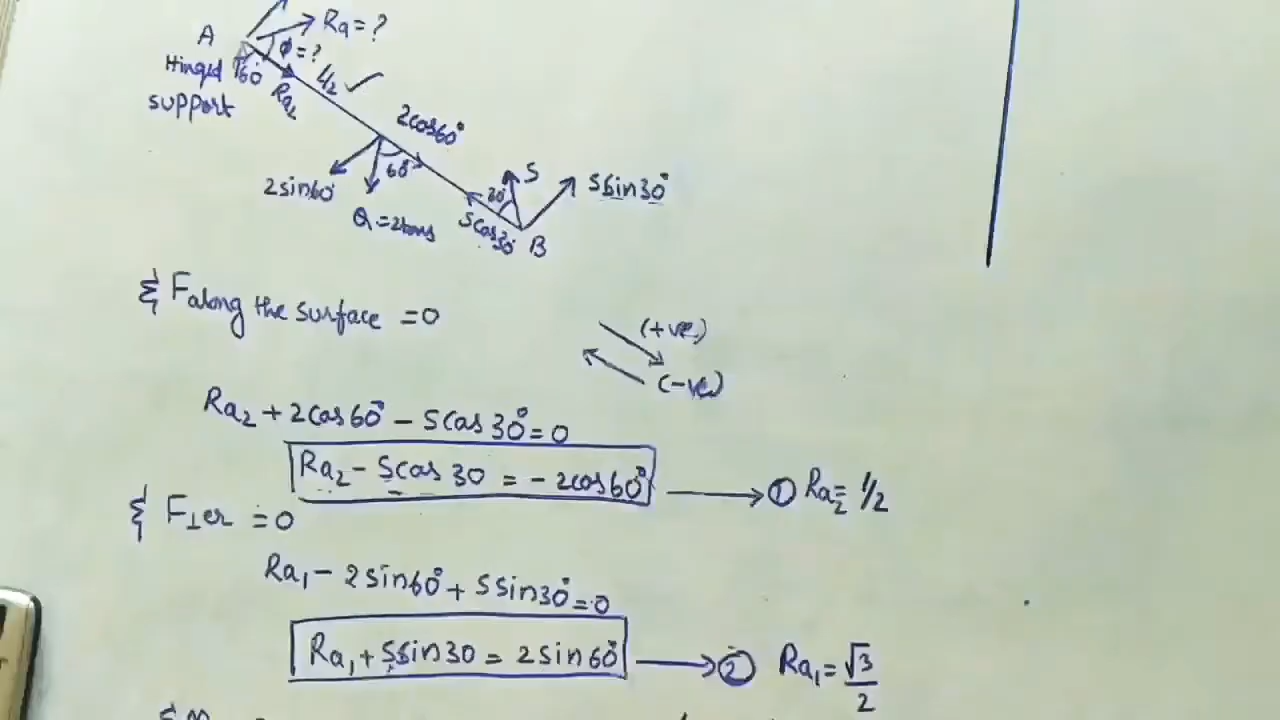 Ra = ?
A
ϕ = ?
Hinged 60°
support
Ra₂
L/2 ✓
2cos60°
60°
2sin60
Q = 2tons
30°
S
S sin30°
Scos30
B
Σ Falong the surface = 0
(+ve)
(-ve)
Ra₂ + 2cos60° - Scos30° = 0
Ra₂ - Scos30 = -2cos60° → ① Ra₂ = 1/2
Σ F⊥er = 0
Ra₁ - 2sin60° + Ssin30° = 0
Ra₁ + Ssin30 = 2sin60° → ② Ra₁ = √3/2